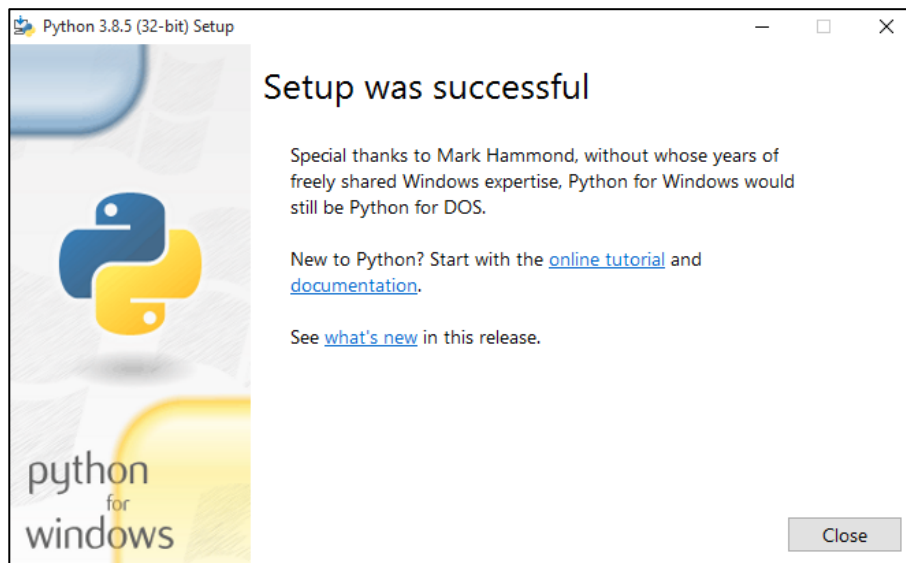 Python 3.8.5 (32-bit) Setup
Setup was successful
Special thanks to Mark Hammond, without whose years of
freely shared Windows expertise, Python for Windows would
still be Python for DOS.
New to Python? Start with the online tutorial and
documentation.
See what's new in this release.
python
for
windows
Close